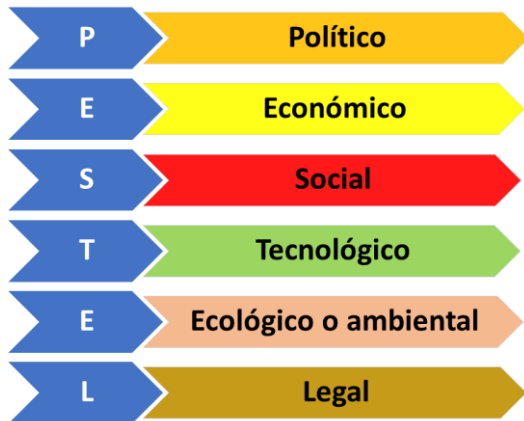 P Político
E Económico
S Social
T Tecnológico
E Ecológico o ambiental
L Legal